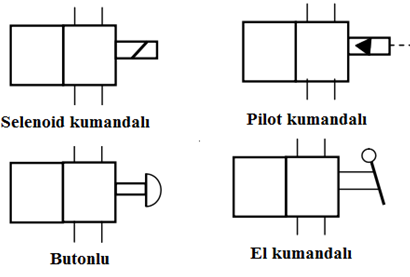 Selenoid kumandalı
Pilot kumandalı
Butonlu
El kumandalı